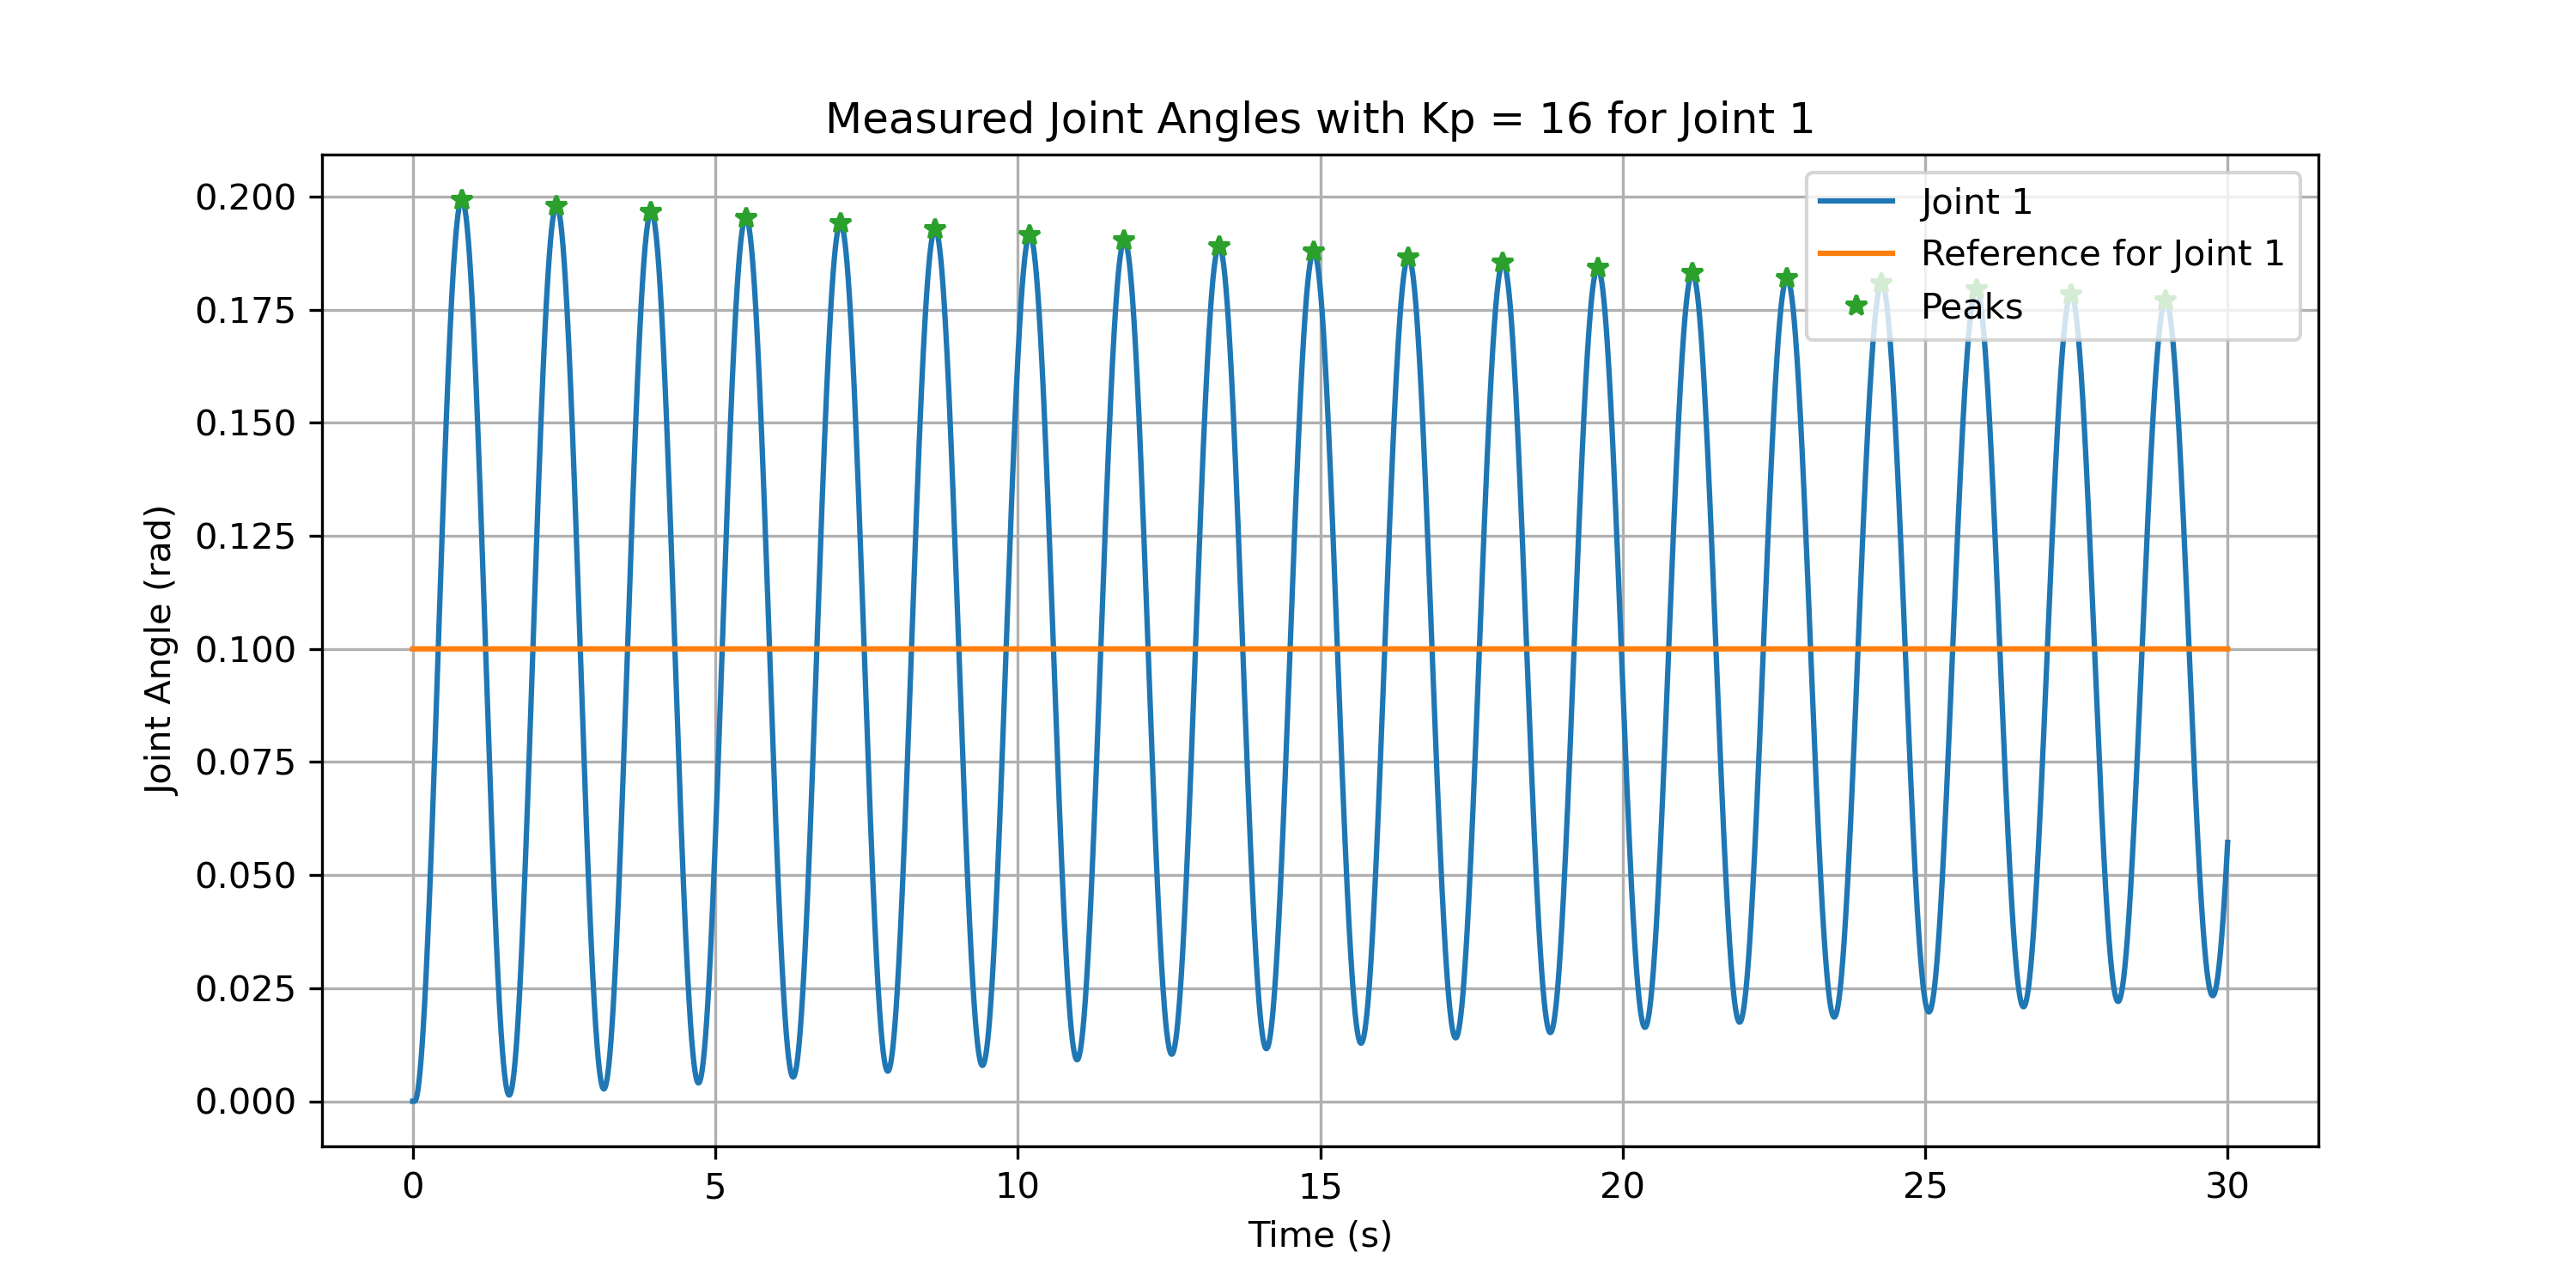 Measured Joint Angles with Kp = 16 for Joint 1
Joint 1
Reference for Joint 1
Peaks
0.200
0.175
0.150
0.125
0.100
0.075
0.050
0.025
0.000
Joint Angle (rad)
0 5 10 15 20 25 30
Time (s)